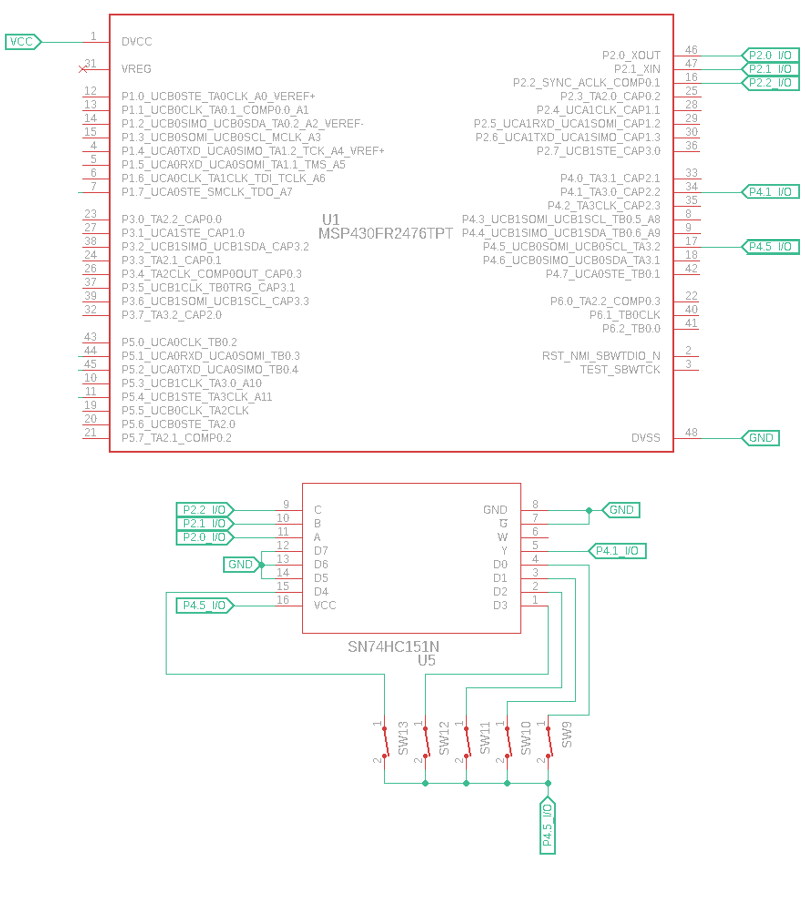 VCC
1 DVCC
31 VREG
12 P1.0_UCB0STE_TA0CLK_A0_VEREF+
13 P1.1_UCB0CLK_TA0.1_COMP0.0_A1
14 P1.2_UCB0SIMO_UCB0SDA_TA0.2_A2_VEREF-
15 P1.3_UCB0SOMI_UCB0SCL_MCLK_A3
4 P1.4_UCA0TXD_UCA0SIMO_TA1.2_TCK_A4_VREF+
5 P1.5_UCA0RXD_UCA0SOMI_TA1.1_TMS_A5
6 P1.6_UCA0CLK_TA1CLK_TDI_TCLK_A6
7 P1.7_UCA0STE_SMCLK_TDO_A7
23 P3.0_TA2.2_CAP0.0
27 P3.1_UCA1STE_CAP1.0
38 P3.2_UCB1SIMO_UCB1SDA_CAP3.2
24 P3.3_TA2.1_CAP0.1
26 P3.4_TA2CLK_COMP0OUT_CAP0.3
37 P3.5_UCB1CLK_TB0TRG_CAP3.1
39 P3.6_UCB1SOMI_UCB1SCL_CAP3.3
32 P3.7_TA3.2_CAP2.0
43 P5.0_UCA0CLK_TB0.2
44 P5.1_UCA0RXD_UCA0SOMI_TB0.3
45 P5.2_UCA0TXD_UCA0SIMO_TB0.4
10 P5.3_UCB1CLK_TA3.0_A10
11 P5.4_UCB1STE_TA3CLK_A11
19 P5.5_UCB0CLK_TA2CLK
20 P5.6_UCB0STE_TA2.0
21 P5.7_TA2.1_COMP0.2
U1
MSP430FR2476TPT
P2.0_XOUT 46 P2.0_I/O
P2.1_XIN 47 P2.1_I/O
P2.2_SYNC_ACLK_COMP0.1 16 P2.2_I/O
P2.3_TA2.0_CAP0.2 25
P2.4_UCA1CLK_CAP1.1 28
P2.5_UCA1RXD_UCA1SOMI_CAP1.2 29
P2.6_UCA1TXD_UCA1SIMO_CAP1.3 30
P2.7_UCB1STE_CAP3.0 36
P4.0_TA3.1_CAP2.1 33
P4.1_TA3.0_CAP2.2 34 P4.1_I/O
P4.2_TA3CLK_CAP2.3 35
P4.3_UCB1SOMI_UCB1SCL_TB0.5_A8 8
P4.4_UCB1SIMO_UCB1SDA_TB0.6_A9 9
P4.5_UCB0SOMI_UCB0SCL_TA3.2 17 P4.5_I/O
P4.6_UCB0SIMO_UCB0SDA_TA3.1 18
P4.7_UCA0STE_TB0.1 42
P6.0_TA2.2_COMP0.3 22
P6.1_TB0CLK 40
P6.2_TB0.0 41
RST_NMI_SBWTDIO_N 2
TEST_SBWTCK 3
DVSS 48 GND
P2.2_I/O 9 C
P2.1_I/O 10 B
P2.0_I/O 11 A
12 D7
GND 13 D6
14 D5
15 D4
P4.5_I/O 16 VCC
GND 8 GND
G 7
W 6
Y 5 P4.1_I/O
D0 4
D1 3
D2 2
D3 1
SN74HC151N
U5
1 2 SW13
1 2 SW12
1 2 SW11
1 2 SW10
1 2 SW9
P4.5_I/O